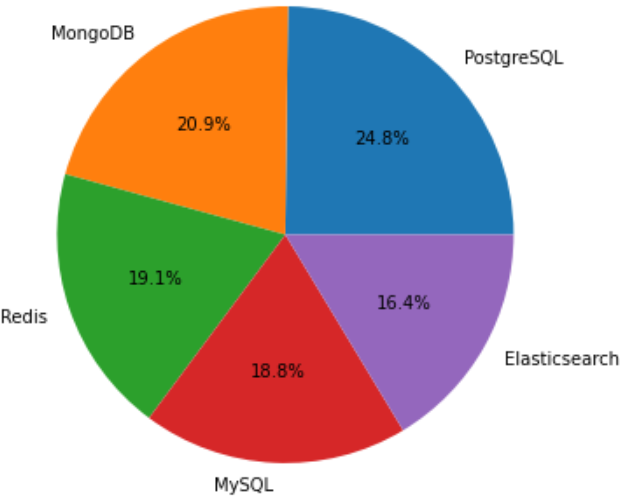 MongoDB
PostgreSQL
20.9%
24.8%
19.1%
16.4%
Redis
Elasticsearch
18.8%
MySQL